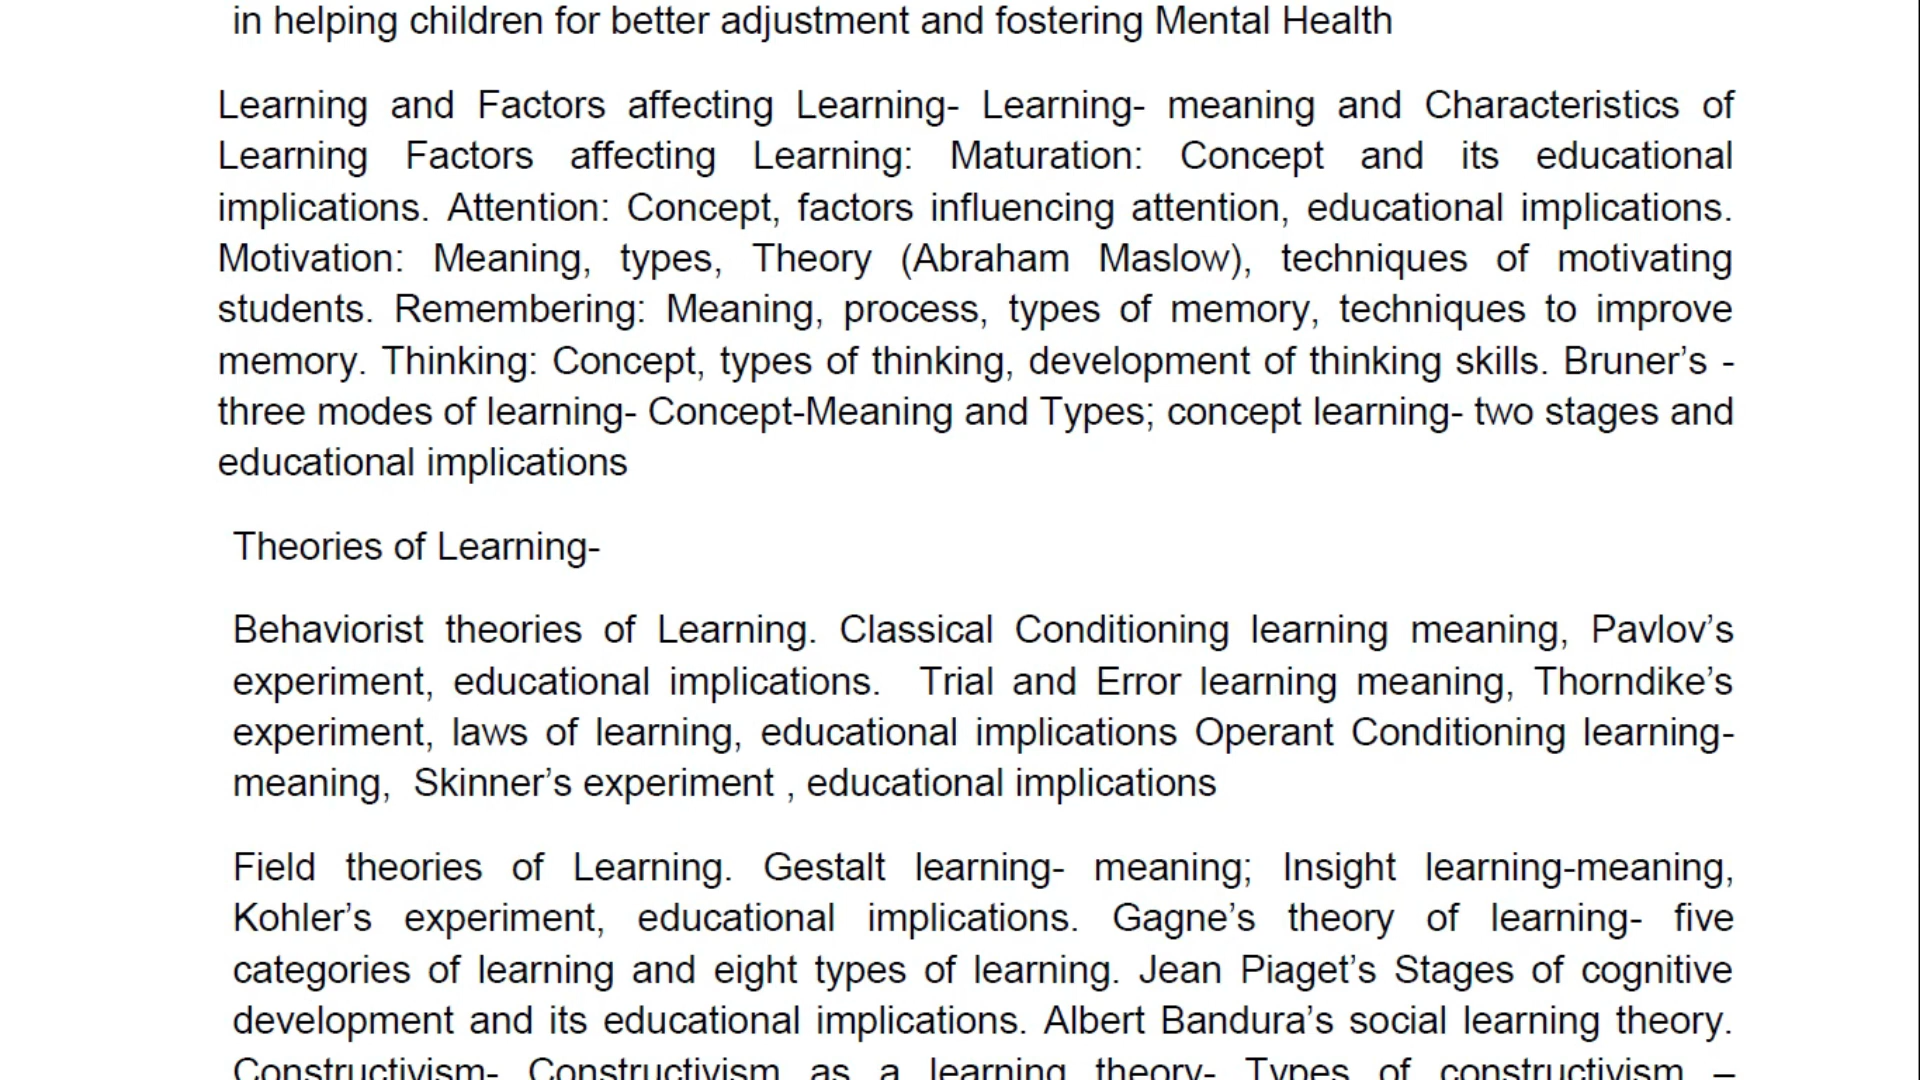 in helping children for better adjustment and fostering Mental Health
Learning and Factors affecting Learning- Learning- meaning and Characteristics of
Learning Factors affecting Learning: Maturation: Concept and its educational
implications. Attention: Concept, factors influencing attention, educational implications.
Motivation: Meaning, types, Theory (Abraham Maslow), techniques of motivating
students. Remembering: Meaning, process, types of memory, techniques to improve
memory. Thinking: Concept, types of thinking, development of thinking skills. Bruner’s -
three modes of learning- Concept-Meaning and Types; concept learning- two stages and
educational implications
Theories of Learning-
Behaviorist theories of Learning. Classical Conditioning learning meaning, Pavlov’s
experiment, educational implications. Trial and Error learning meaning, Thorndike’s
experiment, laws of learning, educational implications Operant Conditioning learning-
meaning, Skinner’s experiment , educational implications
Field theories of Learning. Gestalt learning- meaning; Insight learning-meaning,
Kohler’s experiment, educational implications. Gagne’s theory of learning- five
categories of learning and eight types of learning. Jean Piaget’s Stages of cognitive
development and its educational implications. Albert Bandura’s social learning theory.
Constructivism- Constructivism as a learning theory- Types of constructivism –